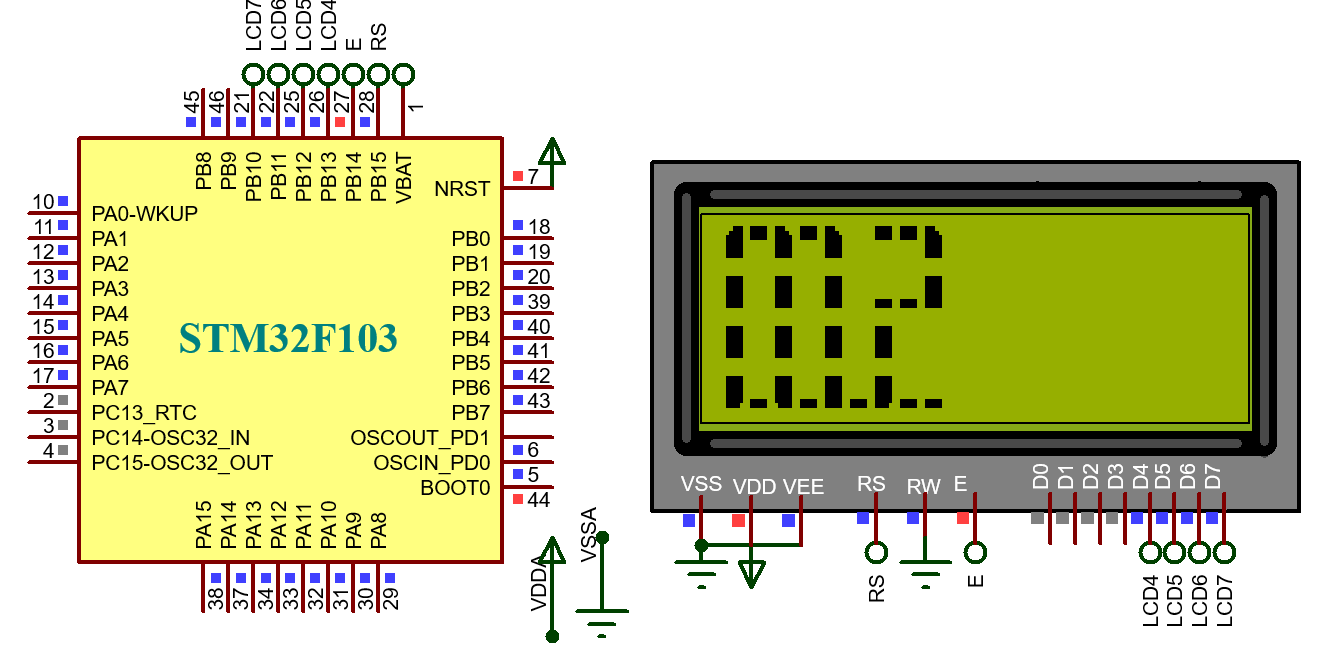 LCD7
LCD6
LCD5
LCD4
E
RS
45
46
21
22
25
26
27
28
1
PB8
PB9
PB10
PB11
PB12
PB13
PB14
PB15
VBAT
10
11
12
13
14
15
16
17
2
3
4
PA0-WKUP
PA1
PA2
PA3
PA4
PA5
PA6
PA7
PC13_RTC
PC14-OSC32_IN
PC15-OSC32_OUT
STM32F103
NRST
PB0
PB1
PB2
PB3
PB4
PB5
PB6
PB7
OSCOUT_PD1
OSCIN_PD0
BOOT0
7
18
19
20
39
40
41
42
43
6
5
44
PA15
PA14
PA13
PA12
PA11
PA10
PA9
PA8
38
37
34
33
32
31
30
29
VDDA
VSSA
VSS
VDD
VEE
RS
RW
E
D0
D1
D2
D3
D4
D5
D6
D7
RS
E
LCD4
LCD5
LCD6
LCD7